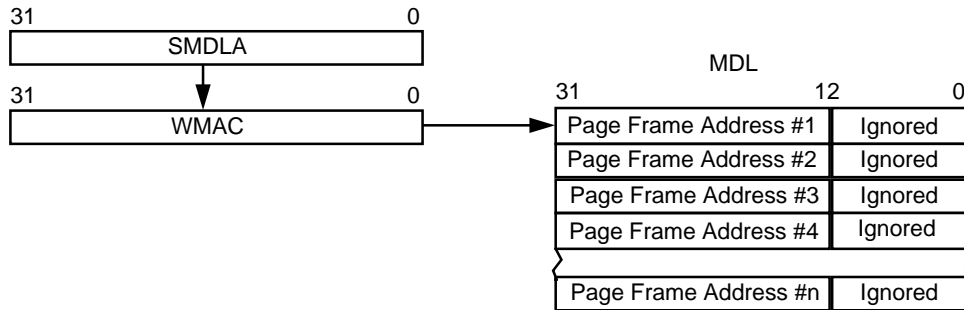 31 0
SMDLA
31 0
WMAC
MDL
31 12 0
Page Frame Address #1 Ignored
Page Frame Address #2 Ignored
Page Frame Address #3 Ignored
Page Frame Address #4 Ignored
Page Frame Address #n Ignored